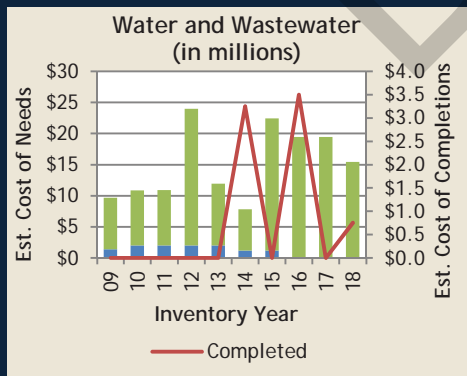 Water and Wastewater
(in millions)
Est. Cost of Needs
$30
$25
$20
$15
$10
$5
$0
$4.0
$3.5
$3.0
$2.5
$2.0
$1.5
$1.0
$0.5
$0.0
Est. Cost of Completions
09 10 11 12 13 14 15 16 17 18
Inventory Year
Completed